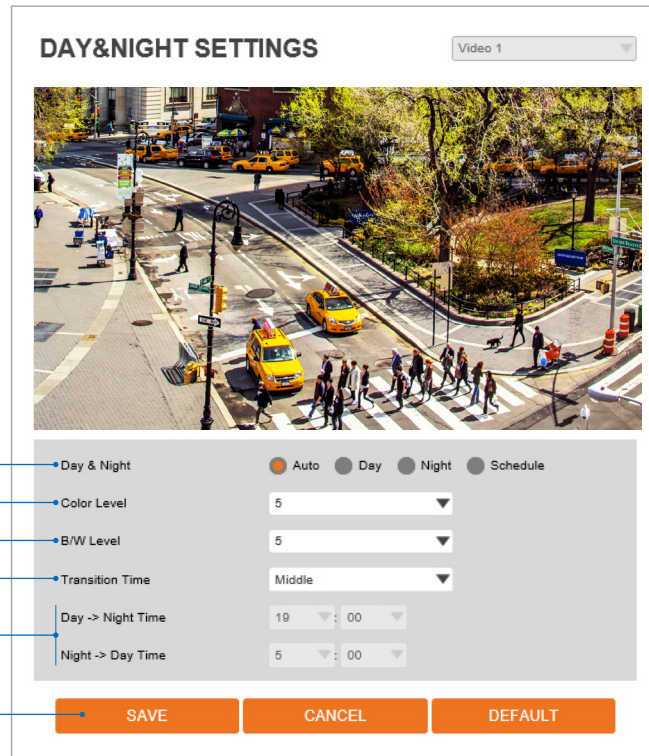 DAY&NIGHT SETTINGS
Video 1
Day & Night Auto Day Night Schedule
Color Level 5
B/W Level 5
Transition Time Middle
Day -> Night Time 19 : 00
Night -> Day Time 5 : 00
SAVE CANCEL DEFAULT